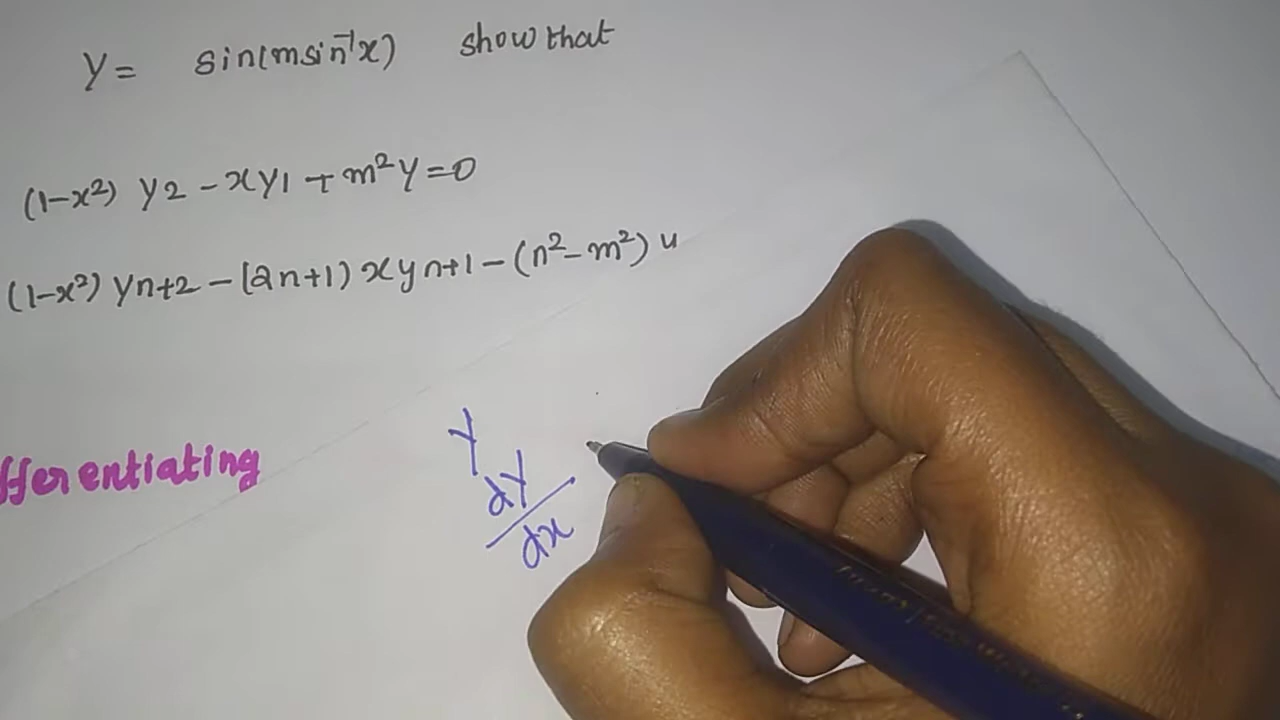 y = sin(m sin⁻¹x) show that
(1-x²) y2 - xy1 + m²y = 0
(1-x²) yn+2 - (2n+1) xyn+1 - (n²-m²)
fferentiating
y
dy
dx